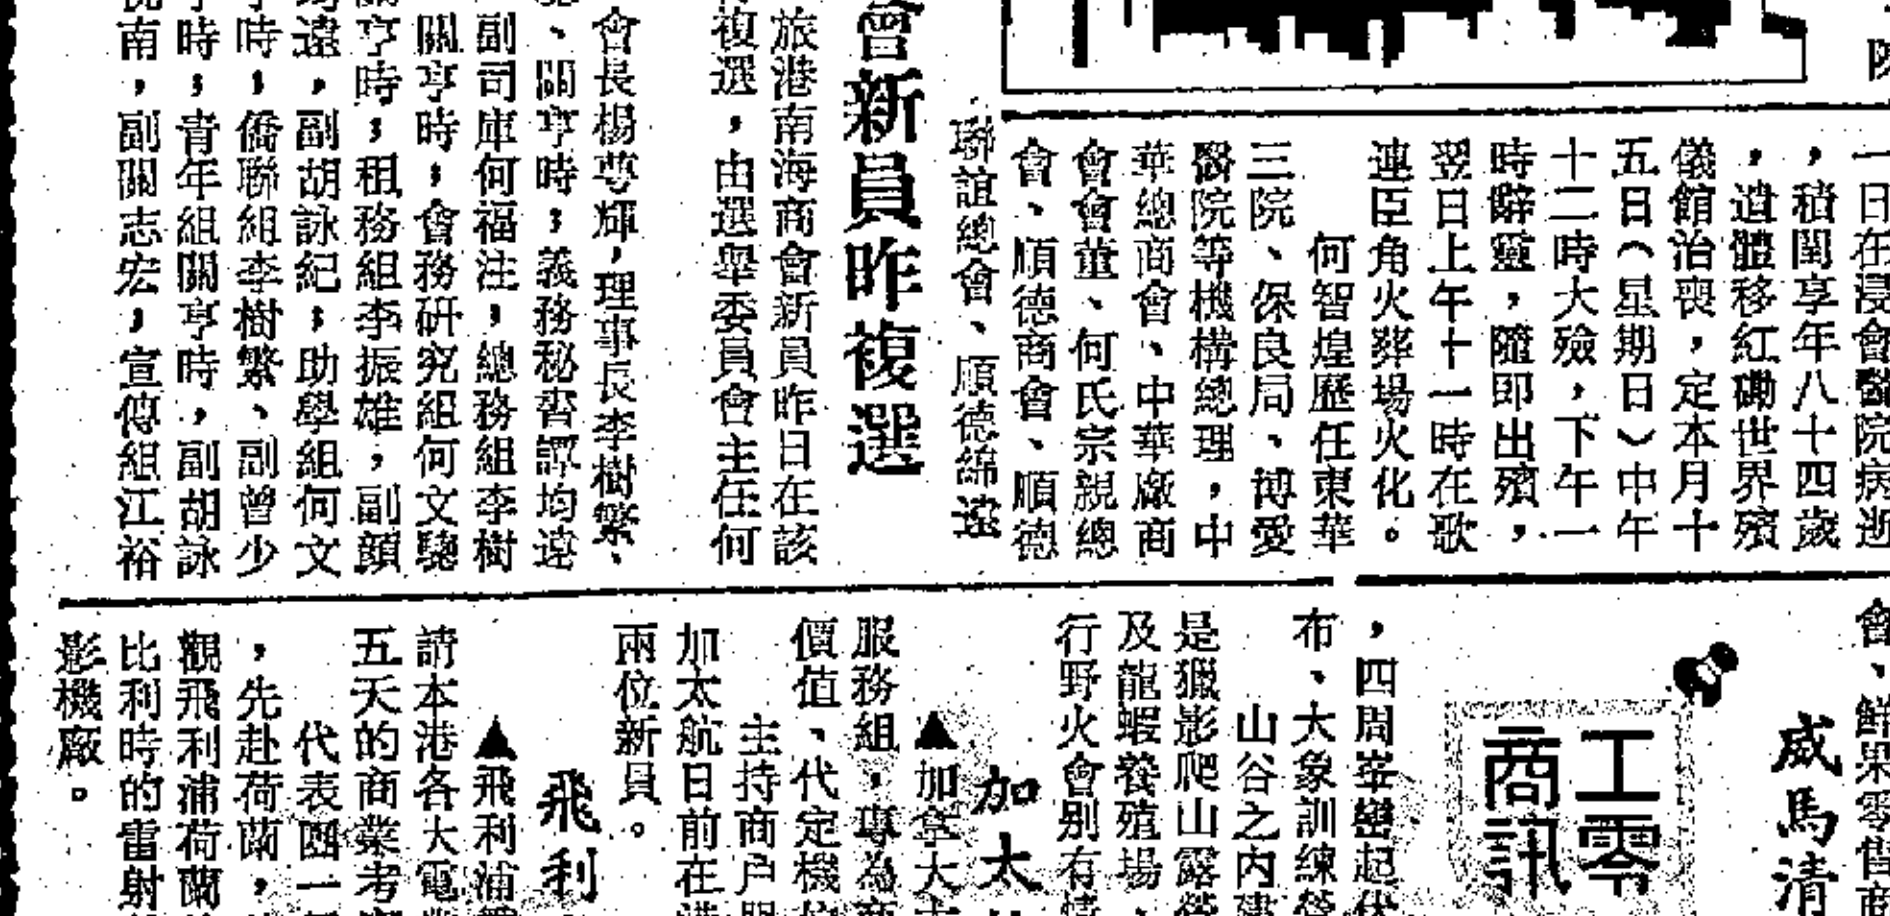 一日在浸會醫院病逝
，積閏享年八十四歲
，遺體移紅磡世界殯
儀館治喪，定本月十
五日（星期日）中午
十二時大殮，下午一
時辭靈，隨即出殯，
翌日上午十一時在歌
連臣角火葬場火化。
何智煌歷任東華
三院、保良局、博愛
醫院等機構總理，中
華總商會、中華廠商
會會董、何氏宗親總
會、順德商會、順德
聯誼總會、順德綿遠
會新員昨複選
旅港南海商會新員昨日在該
複選，由選舉委員會主任何
會長楊萼輝，理事長李樹繁、
、關亨時；義務秘書譚均遠
副司庫何福注，總務組李樹
關亨時，會務研究組何文驄
關亨時；租務組李振雄，副顏
均遠，副胡詠紀；助學組何文
時，僑聯組李樹繁、副曾少
時；青年組關亨時，副胡詠
南，副關志宏，宣傳組江裕
會、鮮果零售商
威馬清
工零
商訊
，四周峯巒起伏
布、大象訓練營
山谷之內建
是獵影爬山露營
及龍蝦養殖場、
行野火會別有情
加太
▲加拿大太
服務組，專為商
價值、代定機
主持商戶服
加太航日前在港
兩位新員。
飛利
▲飛利浦
請本港各大電
五天的商業考察
代表團一
，先赴荷蘭，
觀飛利浦荷蘭
比利時的雷射
影機廠。